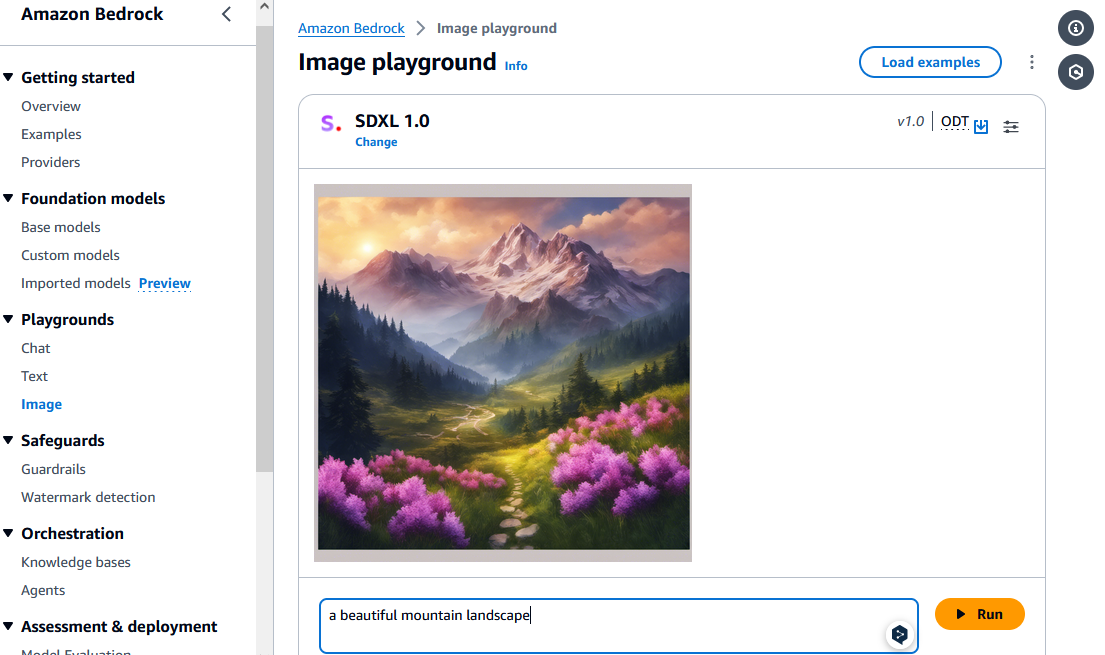 Amazon Bedrock
Getting started
Overview
Examples
Providers
Foundation models
Base models
Custom models
Imported models Preview
Playgrounds
Chat
Text
Image
Safeguards
Guardrails
Watermark detection
Orchestration
Knowledge bases
Agents
Assessment & deployment
Model Evaluation
Amazon Bedrock > Image playground
Image playground Info
Load examples
S. SDXL 1.0
Change
v1.0 | ODT
a beautiful mountain landscape
Run